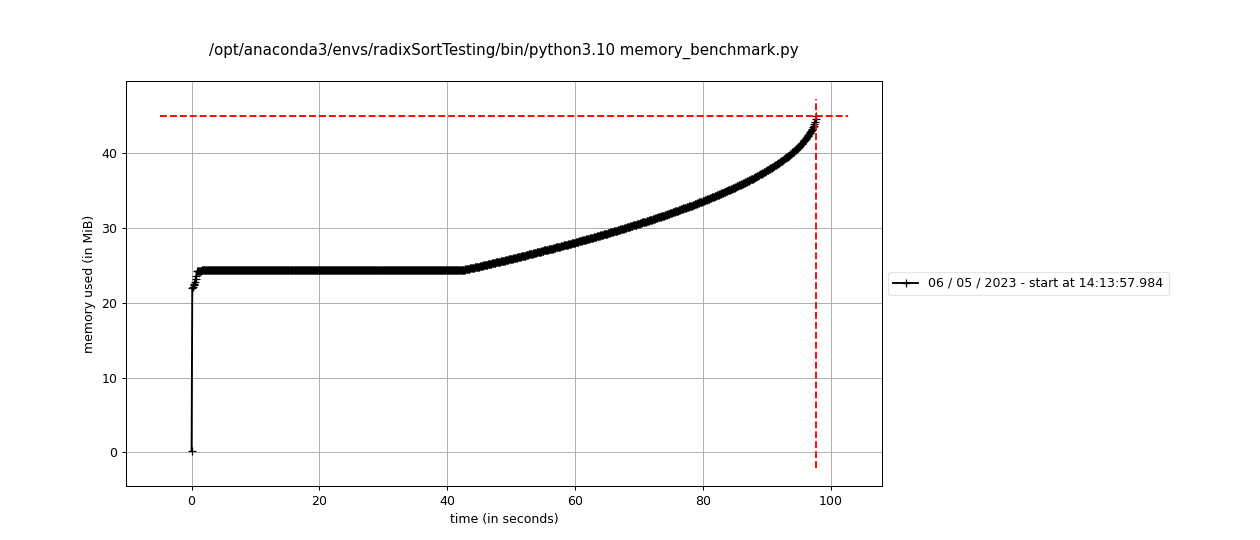 /opt/anaconda3/envs/radixSortTesting/bin/python3.10 memory_benchmark.py
memory used (in MiB)
40
30
20
10
0
06 / 05 / 2023 - start at 14:13:57.984
0 20 40 60 80 100
time (in seconds)